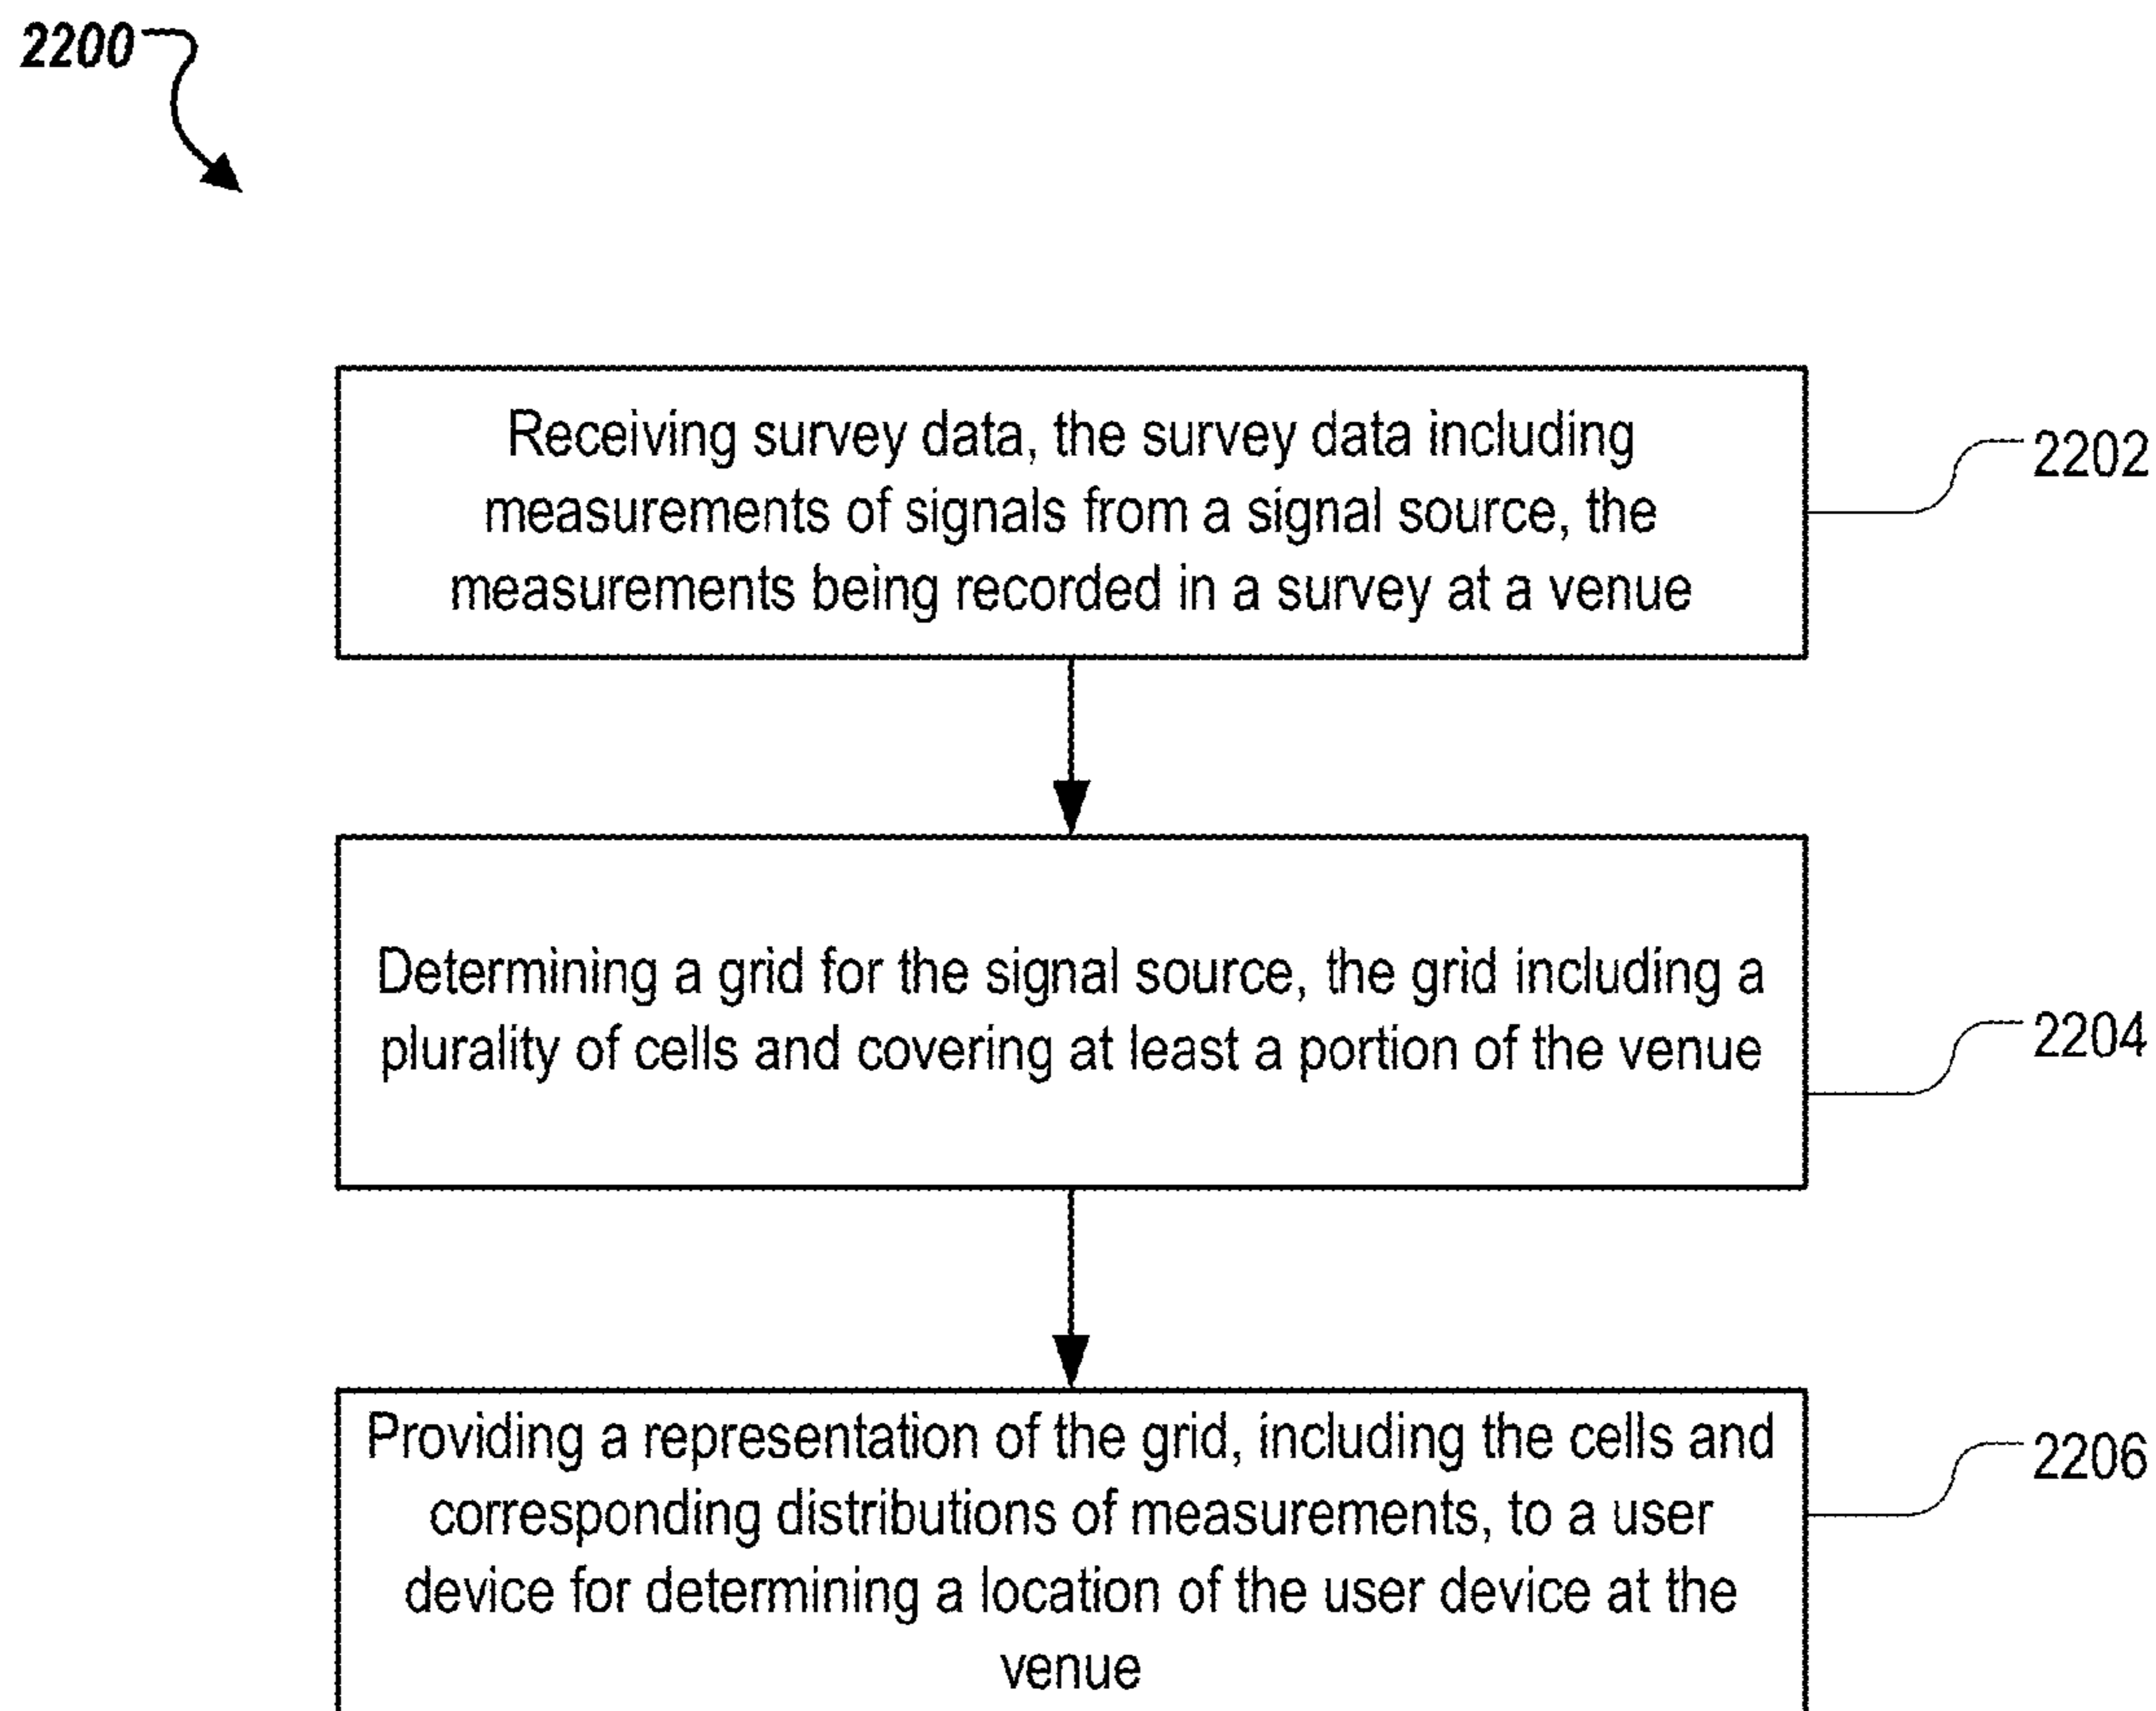 2200
Receiving survey data, the survey data including
measurements of signals from a signal source, the
measurements being recorded in a survey at a venue
2202
Determining a grid for the signal source, the grid including a
plurality of cells and covering at least a portion of the venue
2204
Providing a representation of the grid, including the cells and
corresponding distributions of measurements, to a user
device for determining a location of the user device at the
venue
2206